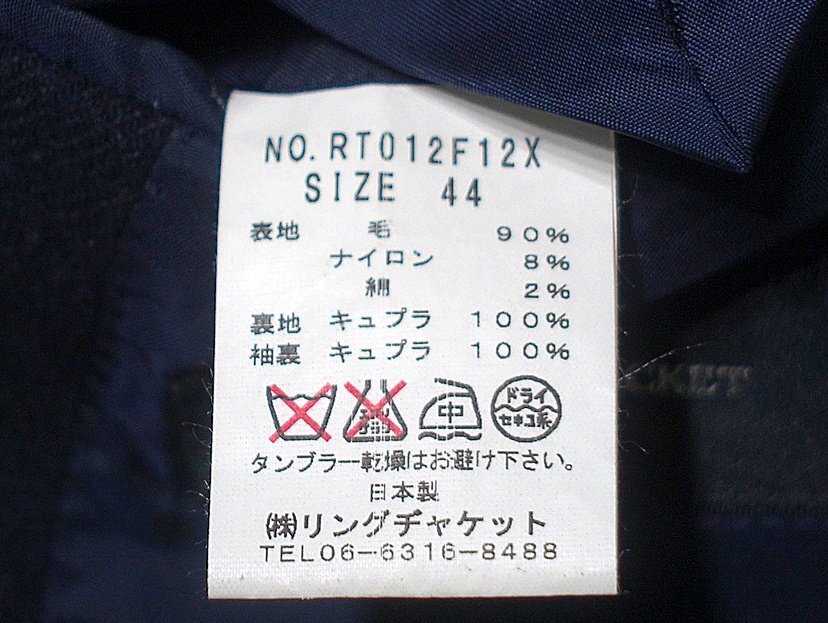 NO. RT012F12X
SIZE 44
表地 毛 90%
ナイロン 8%
絹 2%
裏地 キュプラ 100%
袖裏 キュプラ 100%
中
ドライ
セキユ系
タンブラー乾燥はお避け下さい。
日本製
㈱リングヂャケット
TEL06−6316−8488
CKET